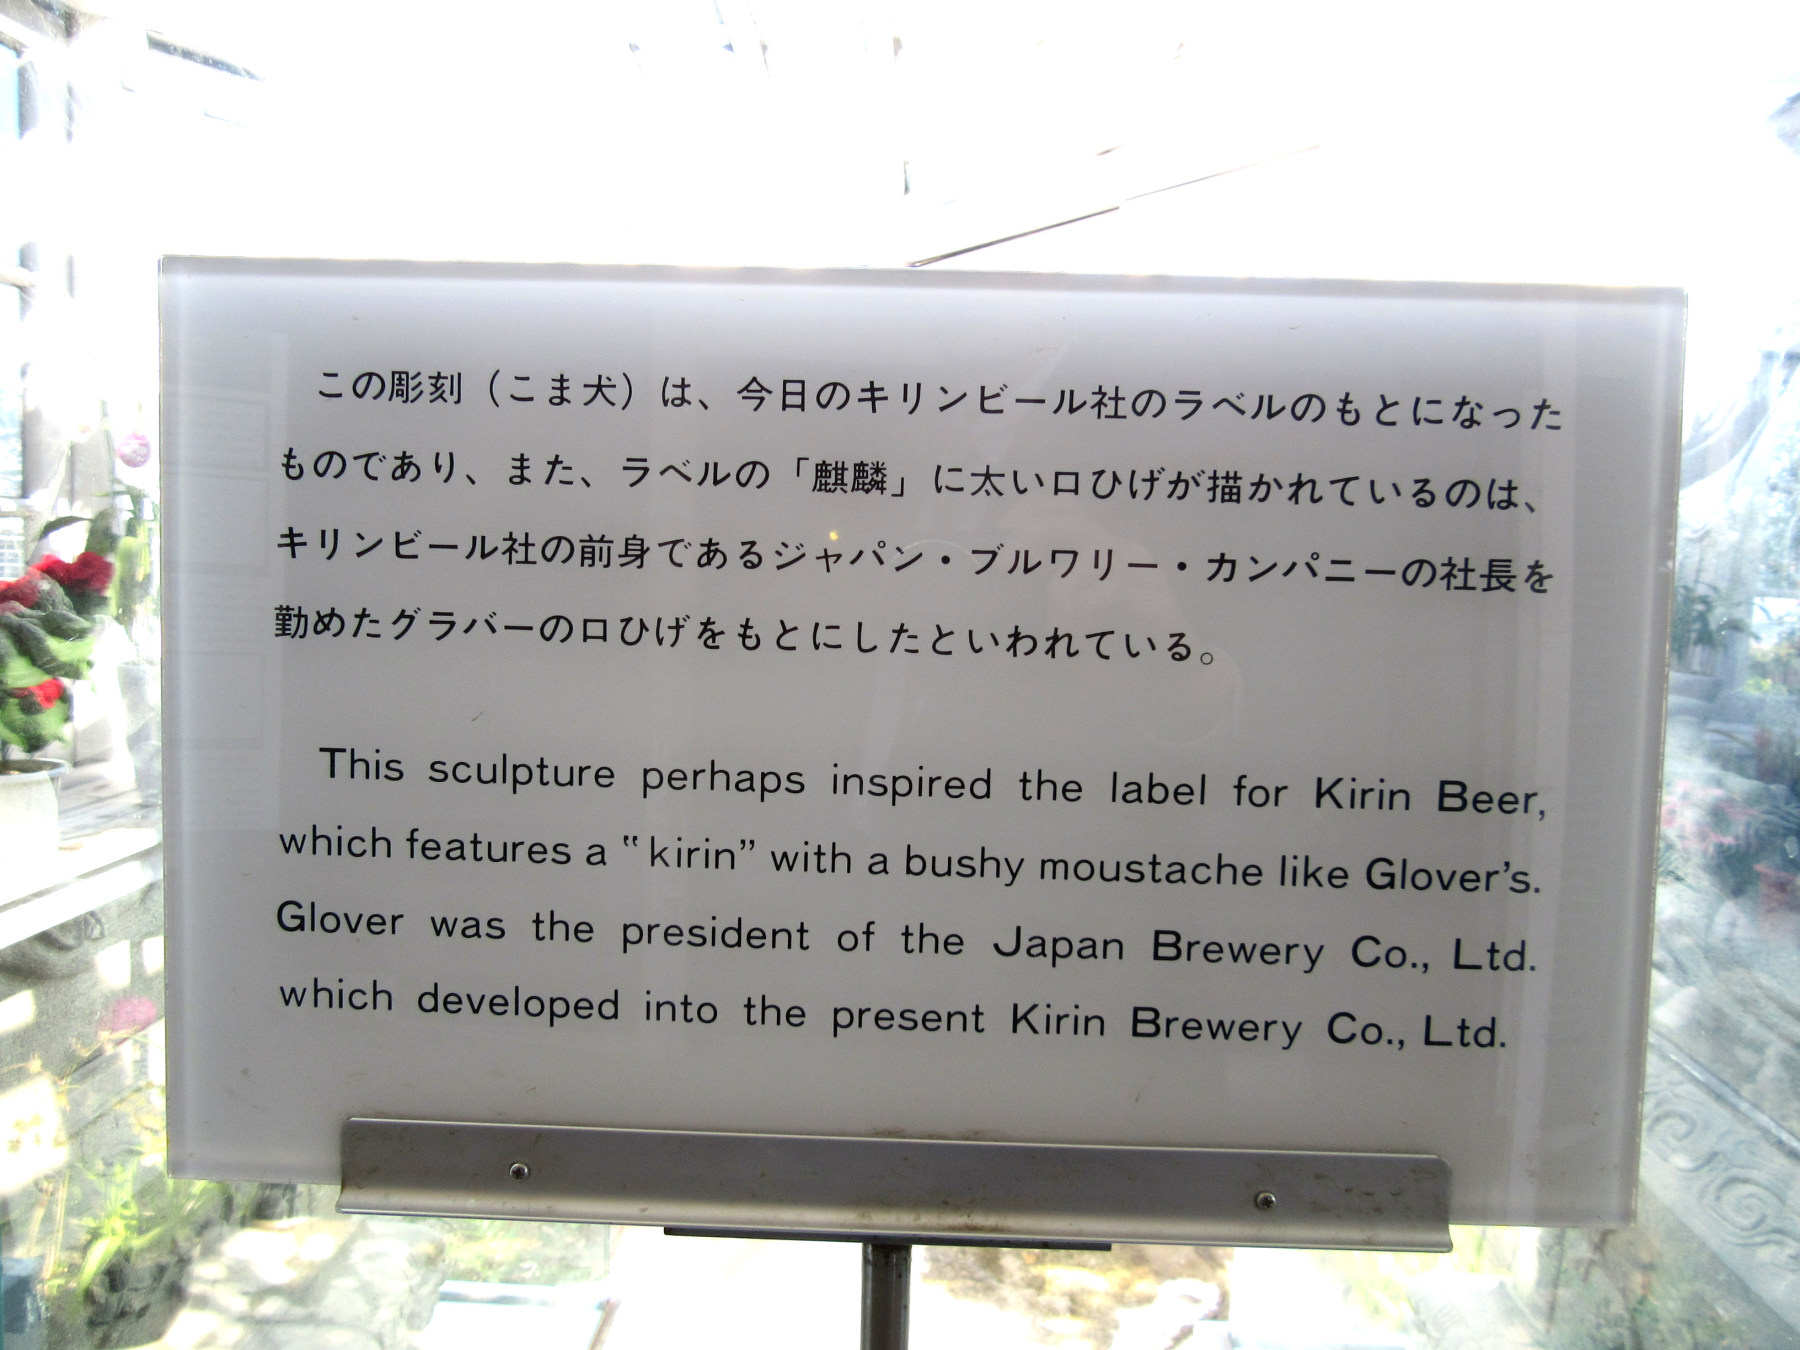 この彫刻（こま犬）は、今日のキリンビール社のラベルのもとになった
ものであり、また、ラベルの「麒麟」に太い口ひげが描かれているのは、
キリンビール社の前身であるジャパン・ブルワリー・カンパニーの社長を
勤めたグラバーの口ひげをもとにしたといわれている。
This sculpture perhaps inspired the label for Kirin Beer,
which features a “kirin” with a bushy moustache like Glover’s.
Glover was the president of the Japan Brewery Co., Ltd.
which developed into the present Kirin Brewery Co., Ltd.